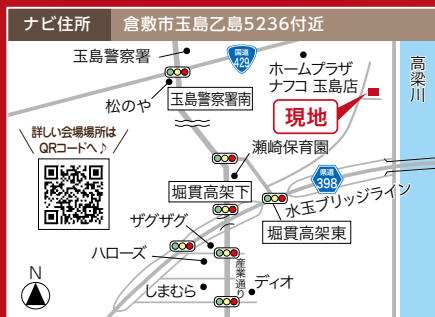 ナビ住所 倉敷市玉島乙島5236付近
玉島警察署
国道
429
ホームプラザ
ナフコ 玉島店
高梁川
松のや
玉島警察署南
現地
詳しい会場場所は
QRコードへ♪
瀬崎保育園
堀貫高架下
県道
398
水玉ブリッジライン
ザグザグ
堀貫高架東
ハローズ
産業通り
ディオ
しまむら
N